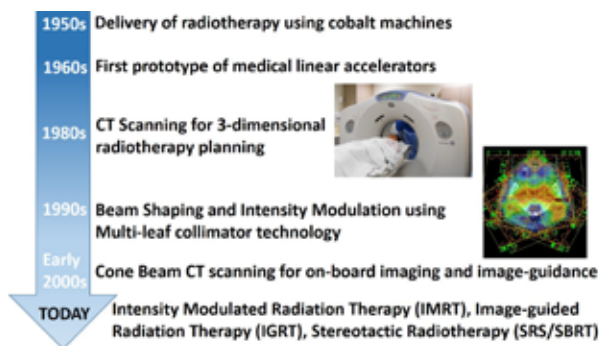 1950s Delivery of radiotherapy using cobalt machines
1960s First prototype of medical linear accelerators
1980s CT Scanning for 3-dimensional
radiotherapy planning
1990s Beam Shaping and Intensity Modulation using
Multi-leaf collimator technology
Early
2000s Cone Beam CT scanning for on-board imaging and image-guidance
TODAY Intensity Modulated Radiation Therapy (IMRT), Image-guided
Radiation Therapy (IGRT), Stereotactic Radiotherapy (SRS/SBRT)